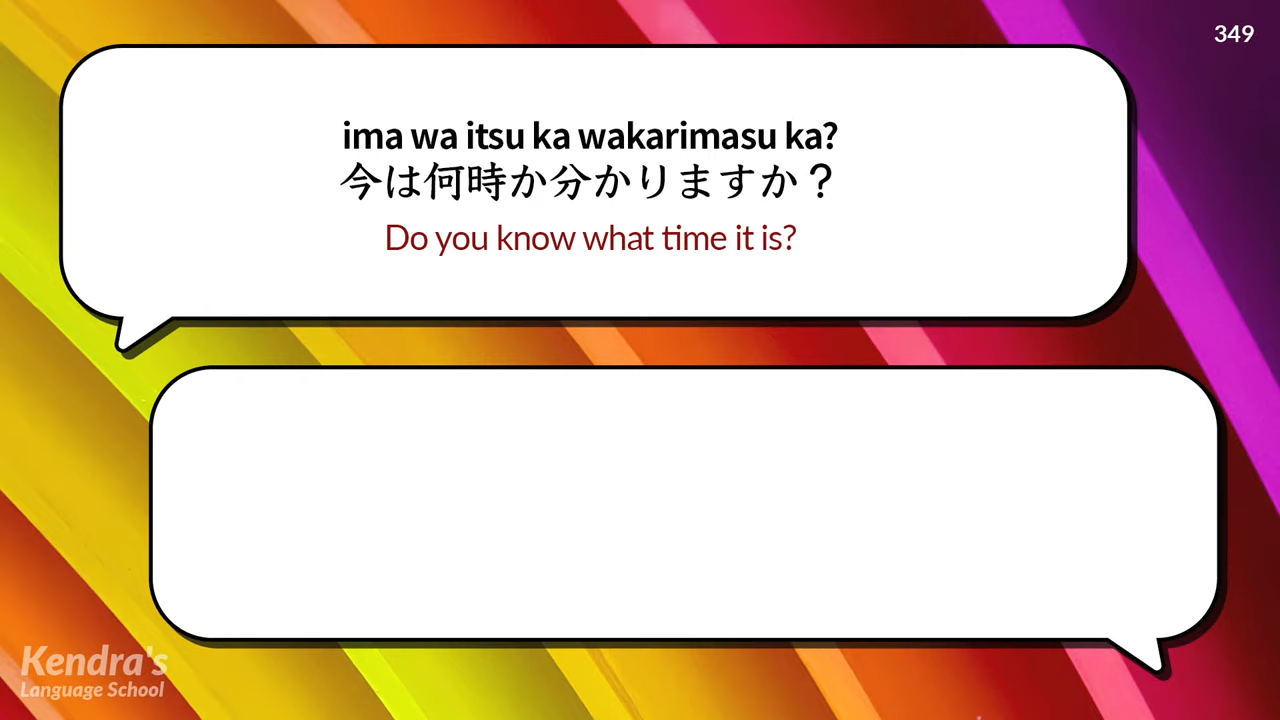 349
ima wa itsu ka wakarimasu ka?
今は何時か分かりますか？
Do you know what time it is?
Kendra's
Language School